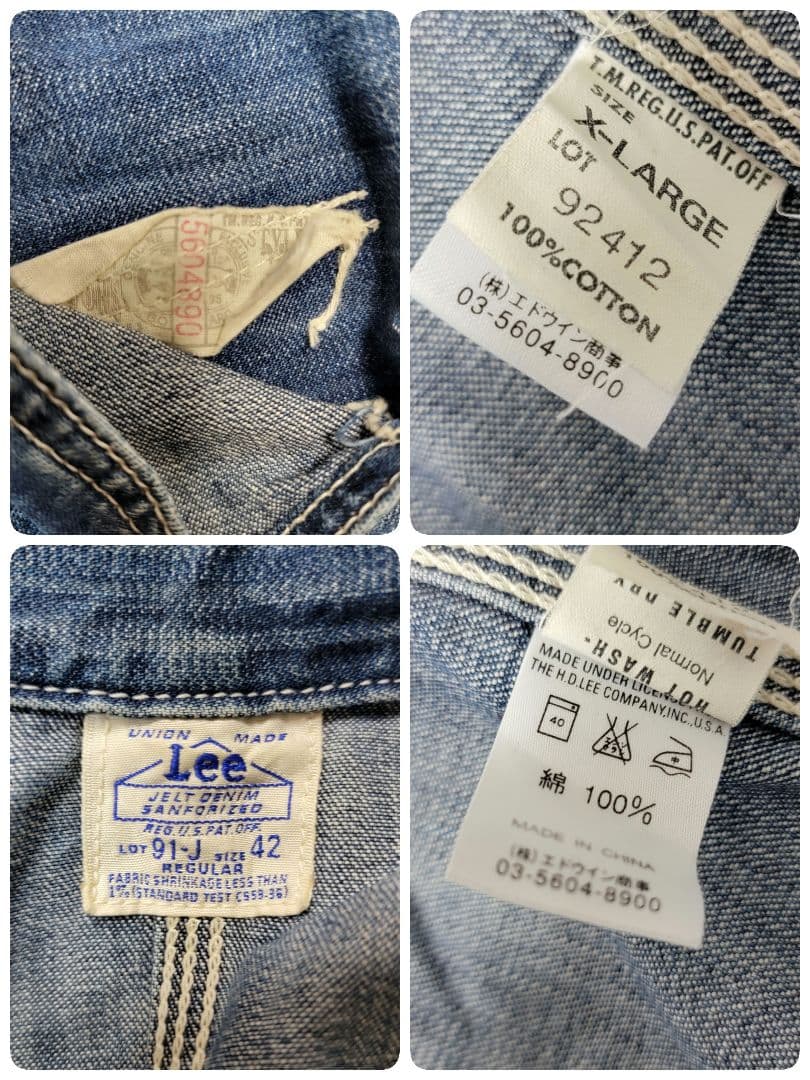 T.M.REG.U.S.P
5604890
T.M.REG.U.S.PAT.OFF
SIZE
X-LARGE
LOT
92412
100%COTTON
(株)エドウイン商事
03-5604-8900
UNION MADE
Lee
JELT DENIM
SANFORIZED
REG.U.S.PAT.OFF.
LOT 91-J SIZE 42
REGULAR
FABRIC SHRINKAGE LESS THAN
1% (STANDARD TEST CS59-36)
TUMBLE DRY
Normal Cycle
HOT WASH-
MADE UNDER LICENS
THE H.D.LEE COMPANY,INC.,U.S.A.
40
中
綿 100%
MADE IN CHINA
(株)エドウイン商事
03-5604-8900